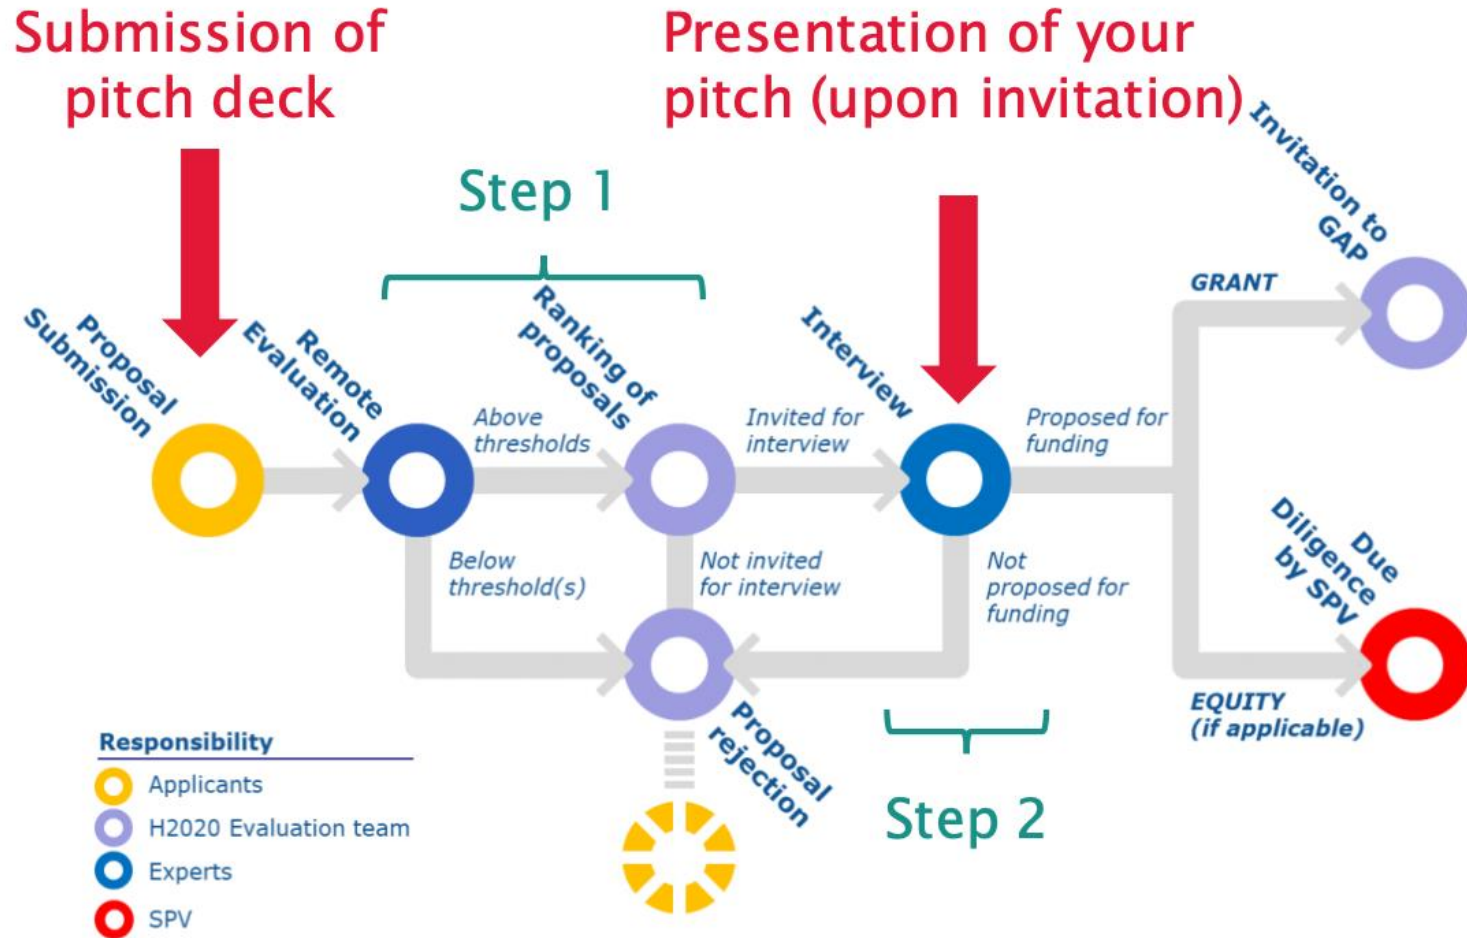 Submission of
pitch deck
Presentation of your
pitch (upon invitation)
Step 1
Invitation to
GAP
GRANT
Proposal
Submission
Remote
Evaluation
Ranking of
proposals
Interview
Above
thresholds
Invited for
interview
Proposed for
funding
Below
threshold(s)
Not invited
for interview
Not
proposed for
funding
Due
Diligence
by SPV
EQUITY
(if applicable)
Proposal
rejection
Step 2
Responsibility
Applicants
H2020 Evaluation team
Experts
SPV